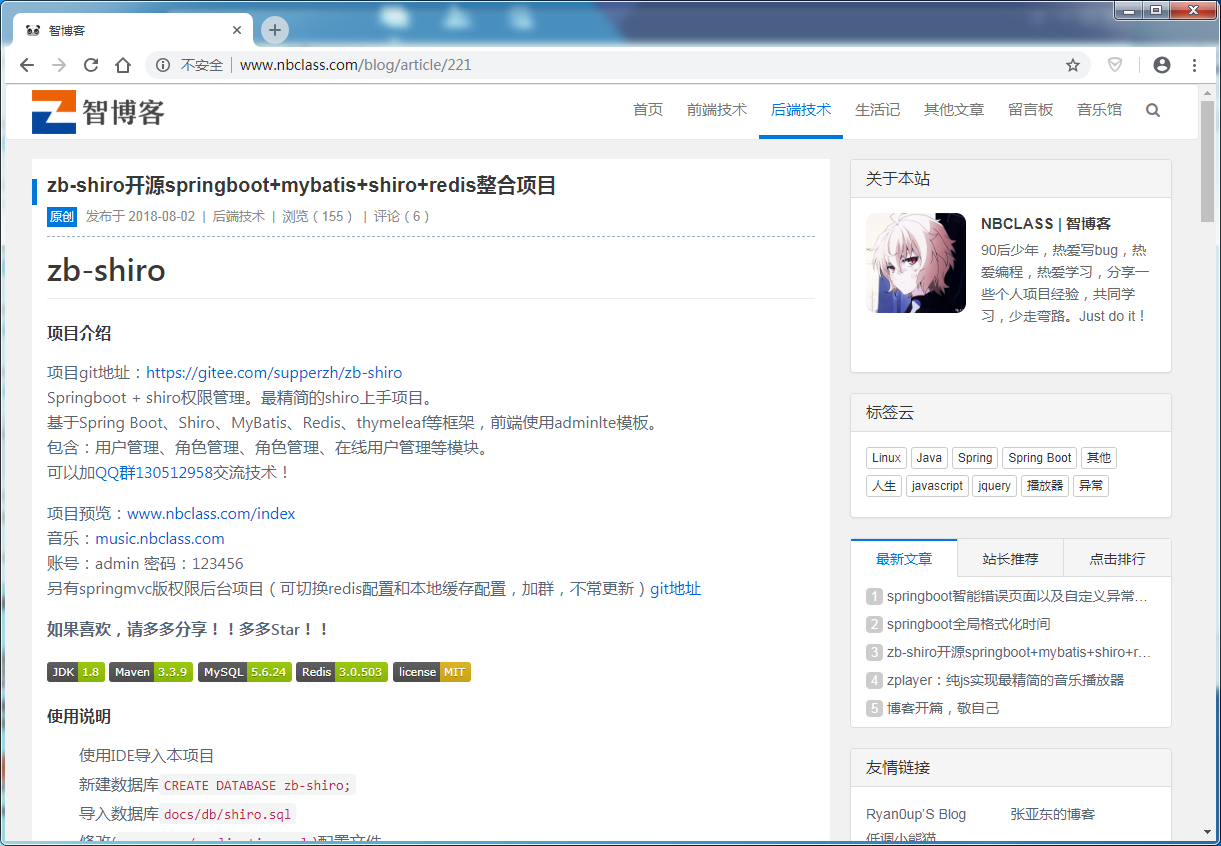 智博客
不安全 www.nbclass.com/blog/article/221
智博客
首页 前端技术 后端技术 生活记 其他文章 留言板 音乐馆
zb-shiro开源springboot+mybatis+shiro+redis整合项目
原创 发布于 2018-08-02 | 后端技术 | 浏览（155） | 评论（6）
zb-shiro
项目介绍
项目git地址：https://gitee.com/supperzh/zb-shiro
Springboot + shiro权限管理。最精简的shiro上手项目。
基于Spring Boot、Shiro、MyBatis、Redis、thymeleaf等框架，前端使用adminlte模板。
包含：用户管理、角色管理、角色管理、在线用户管理等模块。
可以加QQ群130512958交流技术！
项目预览：www.nbclass.com/index
音乐：music.nbclass.com
账号：admin 密码：123456
另有springmvc版权限后台项目（可切换redis配置和本地缓存配置，加群，不常更新）git地址
如果喜欢，请多多分享！！多多Star！！
JDK 1.8 Maven 3.3.9 MySQL 5.6.24 Redis 3.0.503 license MIT
使用说明
使用IDE导入本项目
新建数据库CREATE DATABASE zb-shiro;
导入数据库docs/db/shiro.sql
关于本站
NBCLASS | 智博客
90后少年，热爱写bug，热
爱编程，热爱学习，分享一
些个人项目经验，共同学
习，少走弯路。Just do it！
标签云
Linux Java Spring Spring Boot 其他
人生 javascript jquery 播放器 异常
最新文章 站长推荐 点击排行
1 springboot智能错误页面以及自定义异常...
2 springboot全局格式化时间
3 zb-shiro开源springboot+mybatis+shiro+r...
4 zplayer：纯js实现最精简的音乐播放器
5 博客开篇，敬自己
友情链接
Ryan0up'S Blog 张亚东的博客
低调小熊猫